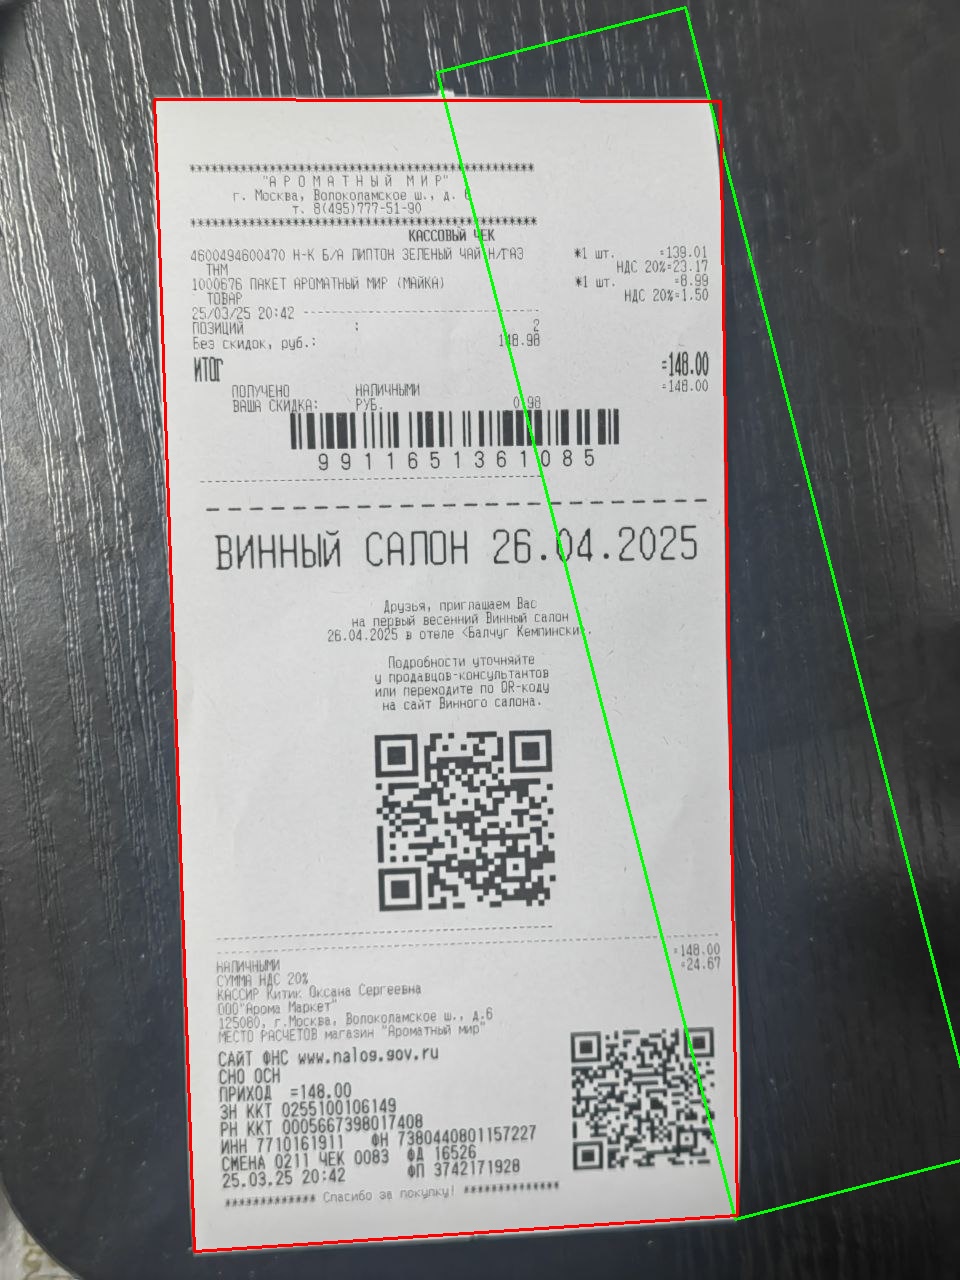 "АРОМАТНЫЙ МИР"
г. Москва, Волоколамское ш., д. 6
т. 8(495)777-51-90
КАССОВЫЙ ЧЕК
4600494600470 Н-К Б/А ЛИПТОН ЗЕЛЕНЫЙ ЧАЙ Н/ГАЗ *1 шт. =139.01
ТНМ НДС 20%=23.17
1000676 ПАКЕТ АРОМАТНЫЙ МИР (МАЙКА) *1 шт. =8.99
ТОВАР НДС 20%=1.50
25/03/25 20:42
ПОЗИЦИЙ : 2
Без скидок, руб.: 148.98
ИТОГ =148.00
ПОЛУЧЕНО НАЛИЧНЫМИ =148.00
ВАША СКИДКА: РУБ. 0.98
9911651361085
ВИННЫЙ САЛОН 26.04.2025
Друзья, приглашаем Вас
на первый весенний Винный салон
26.04.2025 в отеле «Балчуг Кемпински».
Подробности уточняйте
у продавцов-консультантов
или переходите по QR-коду
на сайт Винного салона.
НАЛИЧНЫМИ =148.00
СУММА НДС 20% =24.67
КАССИР Китик Оксана Сергеевна
ООО"Арома Маркет"
125080, г.Москва, Волоколамское ш., д.6
МЕСТО РАСЧЕТОВ магазин "Ароматный мир"
САЙТ ФНС www.nalog.gov.ru
СНО ОСН
ПРИХОД =148.00
ЗН ККТ 0255100106149
РН ККТ 0005667398017408
ИНН 7710161911 ФН 7380440801157227
СМЕНА 0211 ЧЕК 0083 ФД 16526
25.03.25 20:42 ФП 3742171928
************* Спасибо за покупку! *************